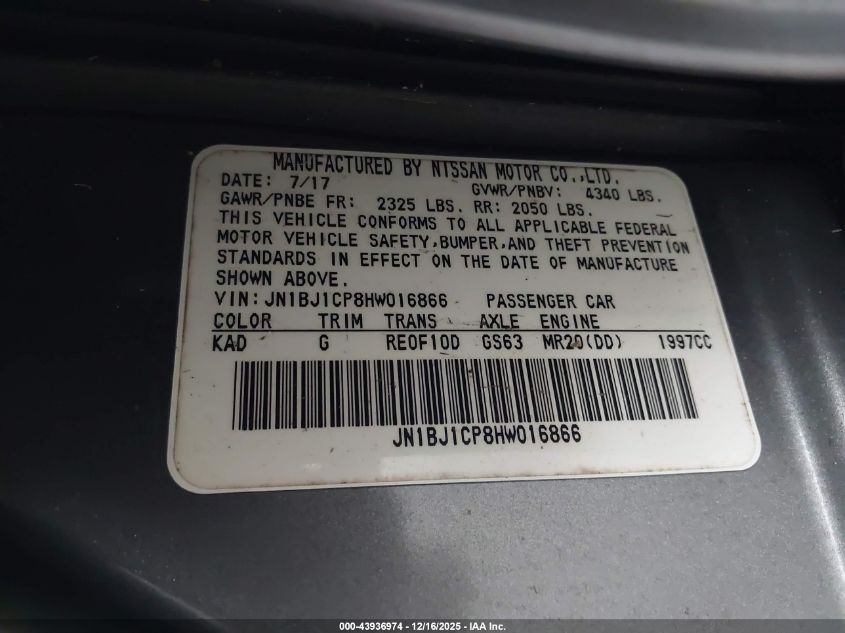 MANUFACTURED BY NISSAN MOTOR CO.,LTD.
DATE: 7/17 GVWR/PNBV: 4340 LBS.
GAWR/PNBE FR: 2325 LBS. RR: 2050 LBS.
THIS VEHICLE CONFORMS TO ALL APPLICABLE FEDERAL
MOTOR VEHICLE SAFETY,BUMPER,AND THEFT PREVENTION
STANDARDS IN EFFECT ON THE DATE OF MANUFACTURE
SHOWN ABOVE.
VIN:JN1BJ1CP8HW016866 PASSENGER CAR
COLOR TRIM TRANS AXLE ENGINE
KAD G RE0F10D GS63 MR20(DD) 1997CC
JN1BJ1CP8HW016866
000-43936974 | 12/16/2025 - IAA Inc.